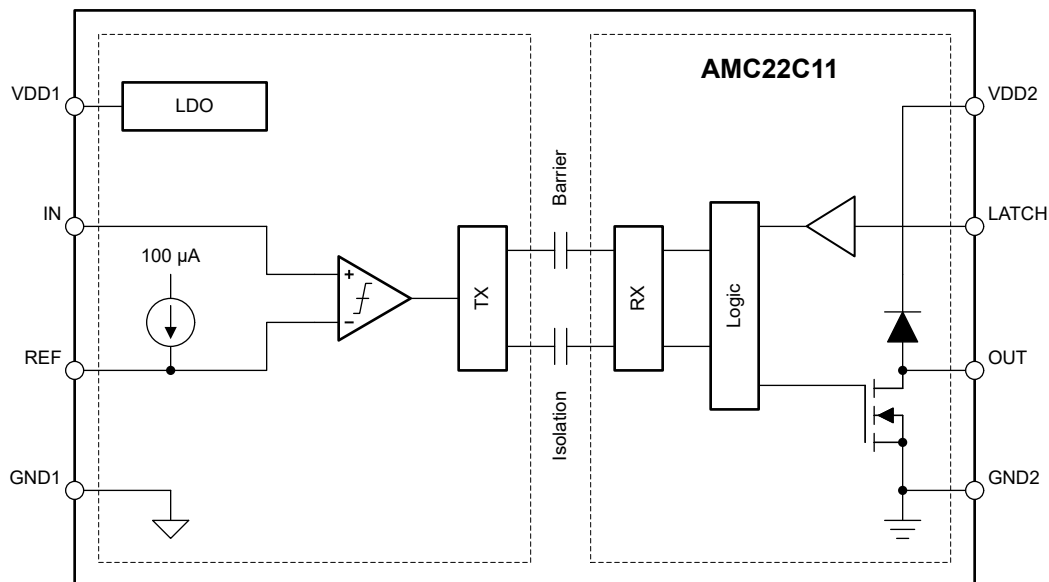 AMC22C11
VDD1
LDO
VDD2
IN
Barrier
LATCH
100 µA
+
−
TX
RX
Logic
REF
OUT
Isolation
GND1
GND2